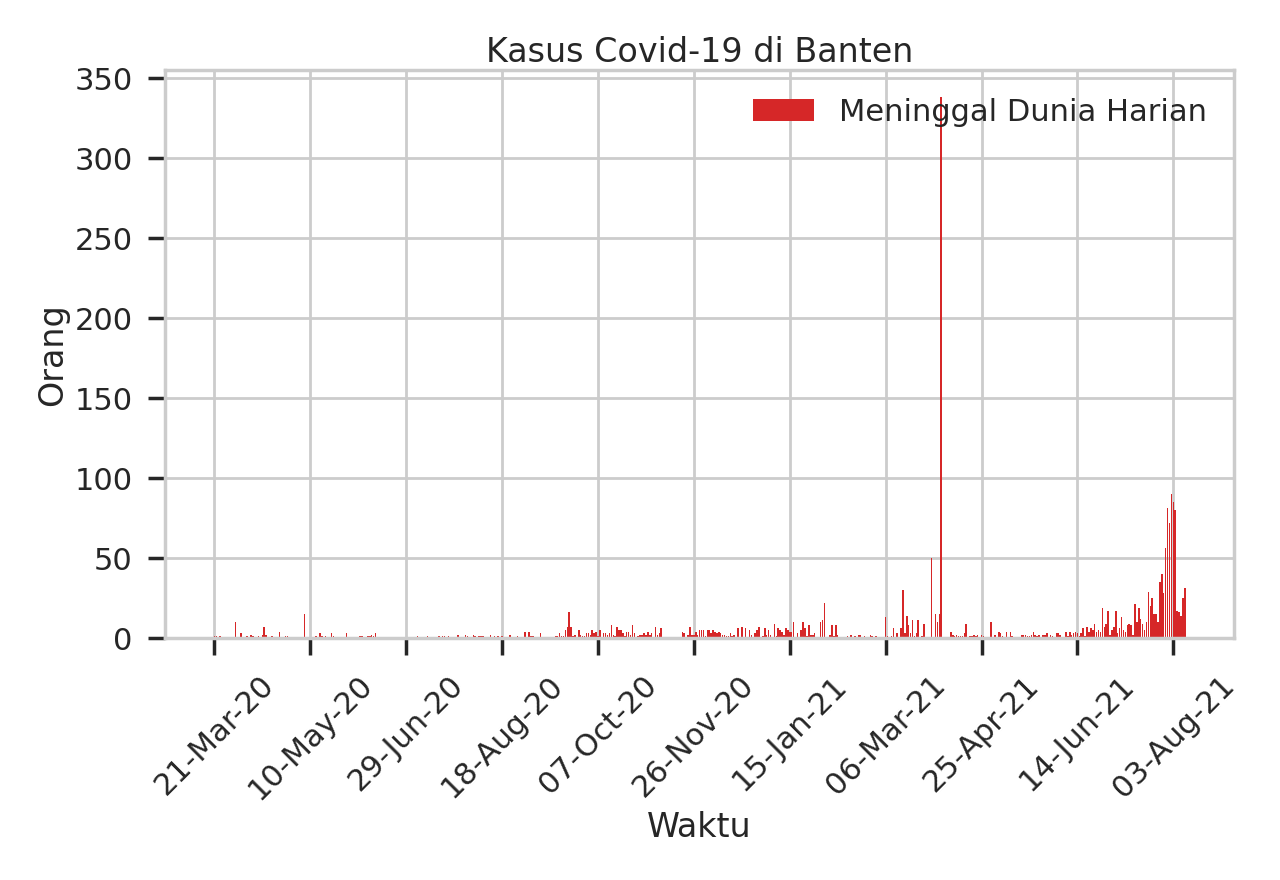 Kasus Covid-19 di Banten
Meninggal Dunia Harian
Orang
350
300
250
200
150
100
50
0
21-Mar-20
10-May-20
29-Jun-20
18-Aug-20
07-Oct-20
26-Nov-20
15-Jan-21
06-Mar-21
25-Apr-21
14-Jun-21
03-Aug-21
Waktu